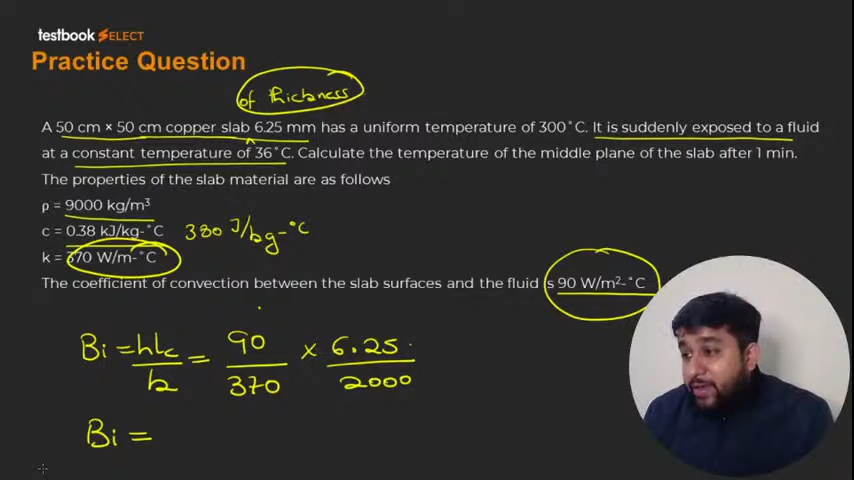 testbook SELECT
Practice Question
of thickness
A 50 cm × 50 cm copper slab 6.25 mm has a uniform temperature of 300°C. It is suddenly exposed to a fluid
at a constant temperature of 36°C. Calculate the temperature of the middle plane of the slab after 1 min.
The properties of the slab material are as follows
ρ = 9000 kg/m³
c = 0.38 kJ/kg-°C 380 J/kg-°C
k = 370 W/m-°C
The coefficient of convection between the slab surfaces and the fluid is 90 W/m²-°C
Bi = hLc/k = 90/370 × 6.25/2000
Bi =